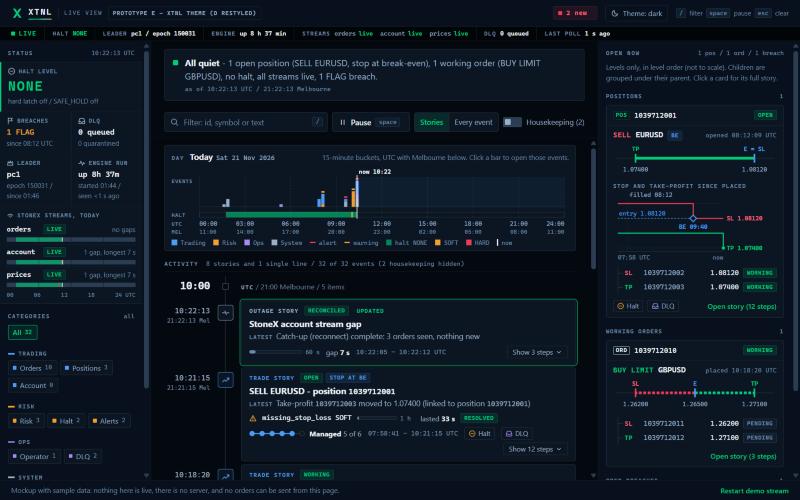 X XTNL LIVE VIEW PROTOTYPE E — XTNL THEME (D RESTYLED) 2 new Theme: dark / filter space pause esc clear
LIVE HALT NONE LEADER pc1 / epoch 150031 ENGINE up 8 h 37 min STREAMS orders live account live prices live DLQ 0 queued LAST POLL 1 s ago
STATUS 10:22:13 UTC
HALT LEVEL
NONE
hard latch off / SAFE_HOLD off
BREACHES
1 FLAG
since 08:12 UTC
DLQ
0 queued
0 quarantined
LEADER
pc1
epoch 150031 /
since 01:46
ENGINE RUN
up 8h 37m
started 01:44 /
seen <1 s ago
STONEX STREAMS, TODAY
orders LIVE no gaps
account LIVE 1 gap, longest 7 s
prices LIVE 1 gap, longest 7 s
00 06 12 18 24 UTC
CATEGORIES all
All 32
TRADING
Orders 10 Positions 3
Account 0
RISK
Risk 3 Halt 2 Alerts 2
OPS
Operator 1 DLQ 2
SYSTEM
All quiet - 1 open position (SELL EURUSD, stop at break-even), 1 working order (BUY LIMIT
GBPUSD), no halt, all streams live, 1 FLAG breach.
as of 10:22:13 UTC / 21:22:13 Melbourne
Filter: id, symbol or text / Pause space Stories Every event Housekeeping (2)
DAY Today Sat 21 Nov 2026 15-minute buckets, UTC with Melbourne below. Click a bar to open those events.
now 10:22
EVENTS
HALT
UTC 00:00 03:00 06:00 09:00 12:00 15:00 18:00 21:00 24:00
MEL 11:00 14:00 17:00 20:00 23:00 02:00 05:00 08:00 11:00
Trading Risk Ops System alert warning halt NONE SOFT HARD now
ACTIVITY 8 stories and 1 single line / 32 of 32 events (2 housekeeping hidden)
10:00 UTC / 21:00 Melbourne / 5 items
10:22:13
21:22:13 Mel
OUTAGE STORY RECONCILED UPDATED
StoneX account stream gap
LATEST Catch-up (reconnect) complete: 3 orders seen, nothing new
60 s gap 7 s 10:22:05 — 10:22:12 UTC Show 3 steps
10:21:15
21:21:15 Mel
TRADE STORY OPEN STOP AT BE
SELL EURUSD - position 1039712001
LATEST Take-profit 1039712003 moved to 1.07400 (linked to position 1039712001)
missing_stop_loss SOFT 1 h lasted 33 s RESOLVED
Managed 5 of 6 07:58:41 — 10:21:15 UTC Halt DLQ
Show 12 steps
10:18:20 TRADE STORY WORKING
OPEN NOW 1 pos / 1 ord / 1 breach
Levels only, in level order (not to scale). Children are
grouped under their parent. Click a card for its full story.
POSITIONS 1
POS 1039712001 OPEN
SELL EURUSD BE opened 08:12:09 UTC
TP E = SL
1.07400 1.08120
STOP AND TAKE-PROFIT SINCE PLACED
filled 08:12
entry 1.08120 SL 1.08120
BE 09:40
TP 1.07400
07:58 UTC now
SL 1039712002 1.08120 WORKING
TP 1039712003 1.07400 WORKING
Halt DLQ Open story (12 steps)
WORKING ORDERS 1
ORD 1039712010 WORKING
BUY LIMIT GBPUSD placed 10:18:20 UTC
SL E TP
1.26200 1.26500 1.27100
SL 1039712011 1.26200 PENDING
TP 1039712012 1.27100 PENDING
Open story (3 steps)
Mockup with sample data: nothing here is live, there is no server, and no orders can be sent from this page. Restart demo stream